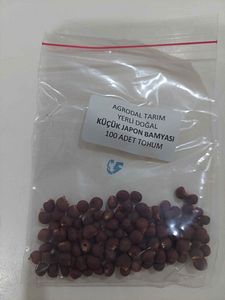 AGRODAL TARIM
YERLİ DOĞAL
KÜÇÜK JAPON BAMYASI
100 ADET TOHUM